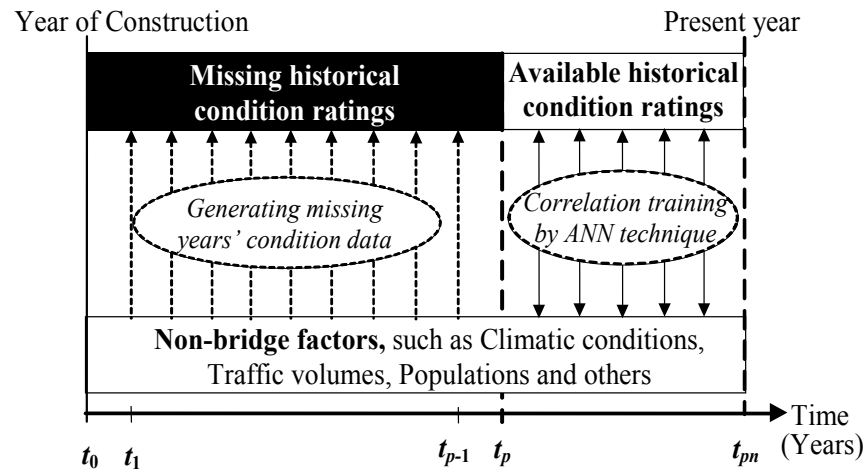 Year of Construction
Present year
Missing historical
condition ratings
Available historical
condition ratings
Generating missing
years’ condition data
Correlation training
by ANN technique
Non-bridge factors, such as Climatic conditions,
Traffic volumes, Populations and others
Time
(Years)
t0 t1 tp-1 tp tpn